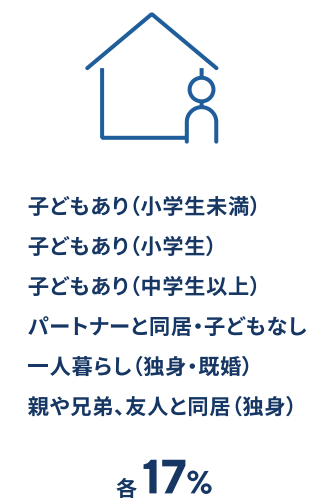 子どもあり（小学生未満）
子どもあり（小学生）
子どもあり（中学生以上）
パートナーと同居・子どもなし
一人暮らし（独身・既婚）
親や兄弟、友人と同居（独身）
各17%